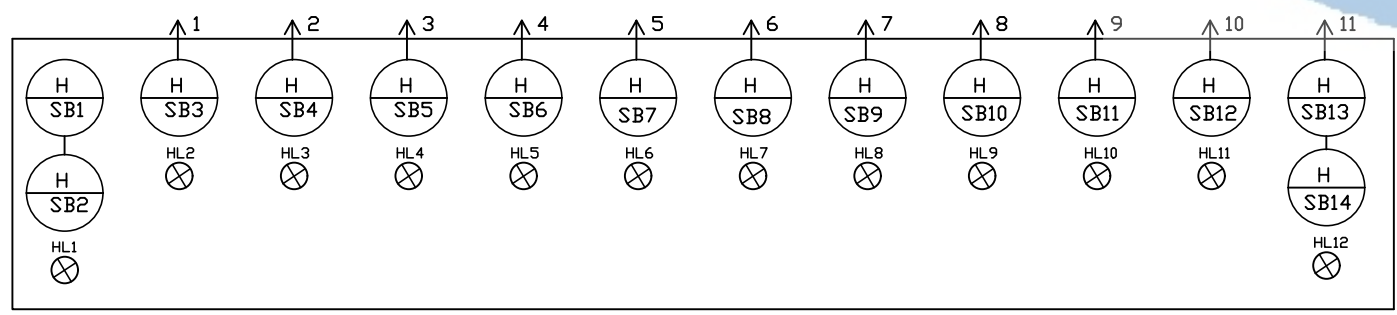 1 2 3 4 5 6 7 8 9 10 11
H H H H H H H H H H H H
SB1 SB3 SB4 SB5 SB6 SB7 SB8 SB9 SB10 SB11 SB12 SB13
HL2 HL3 HL4 HL5 HL6 HL7 HL8 HL9 HL10 HL11
H H
SB2 SB14
HL1 HL12